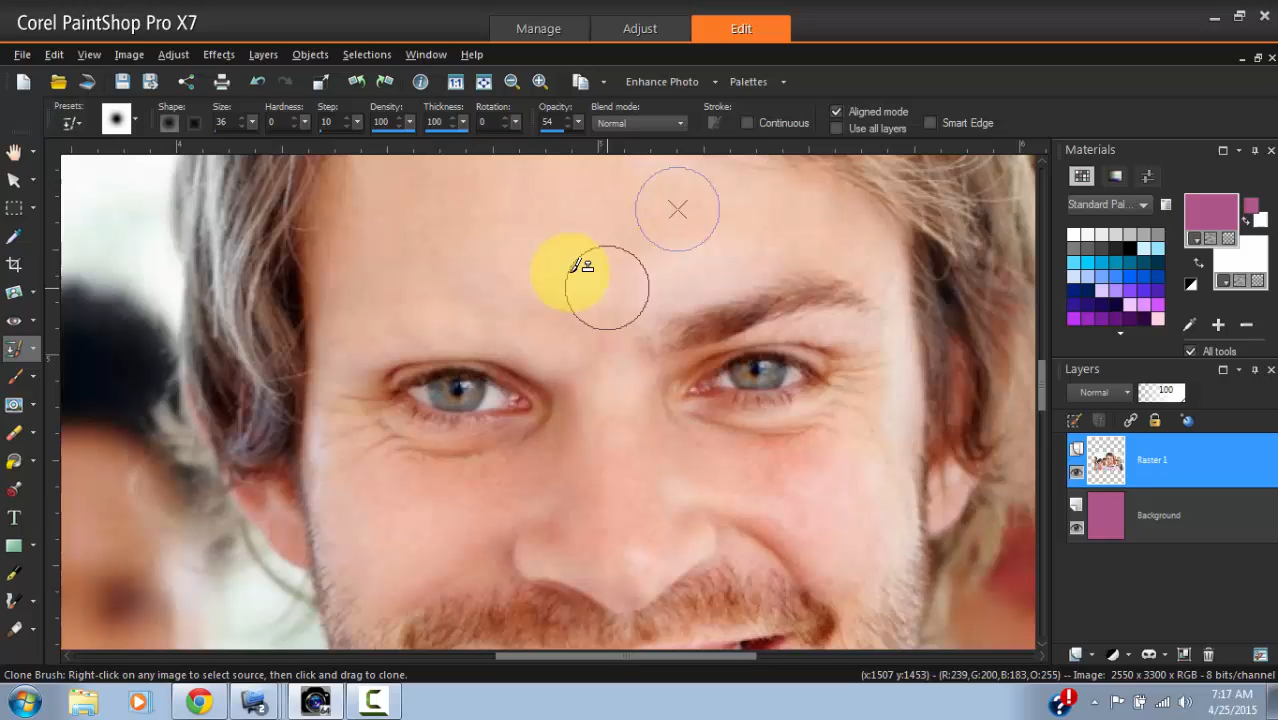 Corel PaintShop Pro X7
Manage
Adjust
Edit
File Edit View Image Adjust Effects Layers Objects Selections Window Help
Enhance Photo
Palettes
Presets:
Shape:
Size:
Hardness:
Step:
Density:
Thickness:
Rotation:
Opacity:
Blend mode:
Stroke:
36
0
10
100
100
0
54
Normal
Continuous
Aligned mode
Use all layers
Smart Edge
4
5
6
5
Materials
Standard Pal...
All tools
Layers
Normal
100
Raster 1
Background
Clone Brush: Right-click on any image to select source, then click and drag to clone.
(x:1507 y:1453) - (R:239,G:200,B:183,O:255) -- Image: 2550 x 3300 x RGB - 8 bits/channel
7:17 AM
4/25/2015